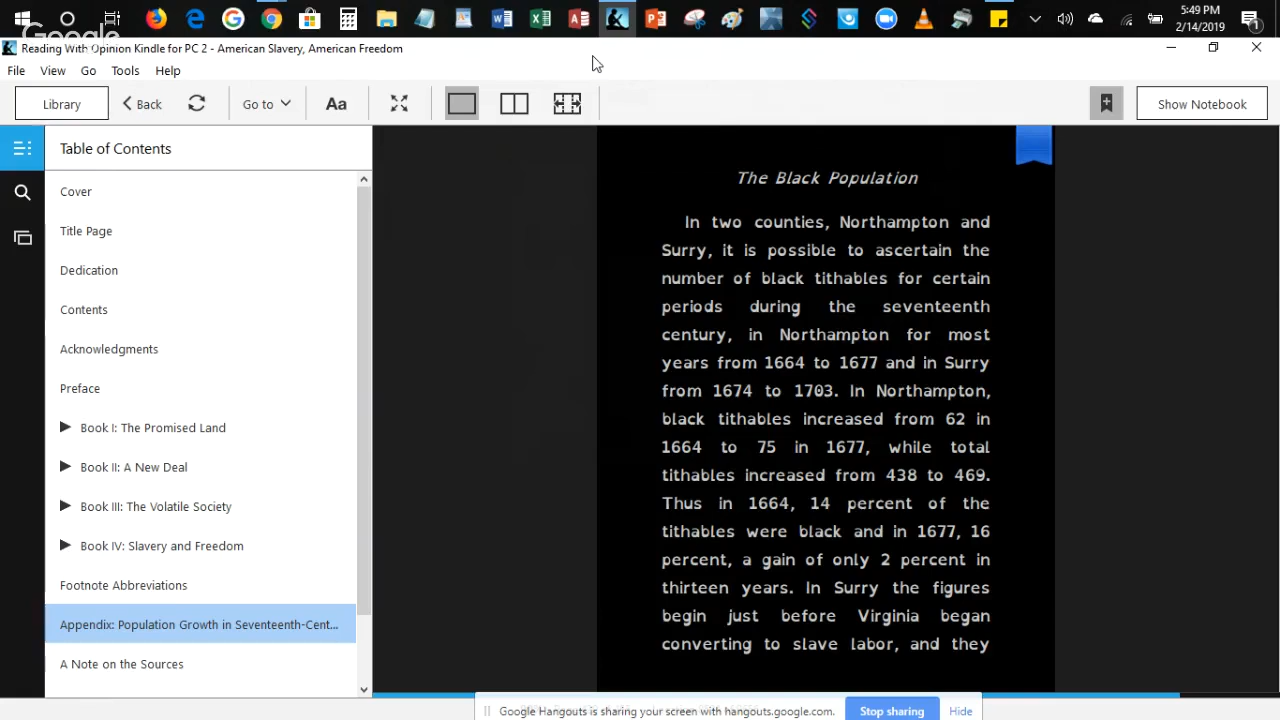 Google
5:49 PM
2/14/2019
1
Reading With Opinion Kindle for PC 2 - American Slavery, American Freedom
File View Go Tools Help
Library Back Go to Aa Show Notebook
Table of Contents
Cover
Title Page
Dedication
Contents
Acknowledgments
Preface
Book I: The Promised Land
Book II: A New Deal
Book III: The Volatile Society
Book IV: Slavery and Freedom
Footnote Abbreviations
Appendix: Population Growth in Seventeenth-Cent...
A Note on the Sources
The Black Population
In two counties, Northampton and
Surry, it is possible to ascertain the
number of black tithables for certain
periods during the seventeenth
century, in Northampton for most
years from 1664 to 1677 and in Surry
from 1674 to 1703. In Northampton,
black tithables increased from 62 in
1664 to 75 in 1677, while total
tithables increased from 438 to 469.
Thus in 1664, 14 percent of the
tithables were black and in 1677, 16
percent, a gain of only 2 percent in
thirteen years. In Surry the figures
begin just before Virginia began
converting to slave labor, and they
Google Hangouts is sharing your screen with hangouts.google.com. Stop sharing Hide